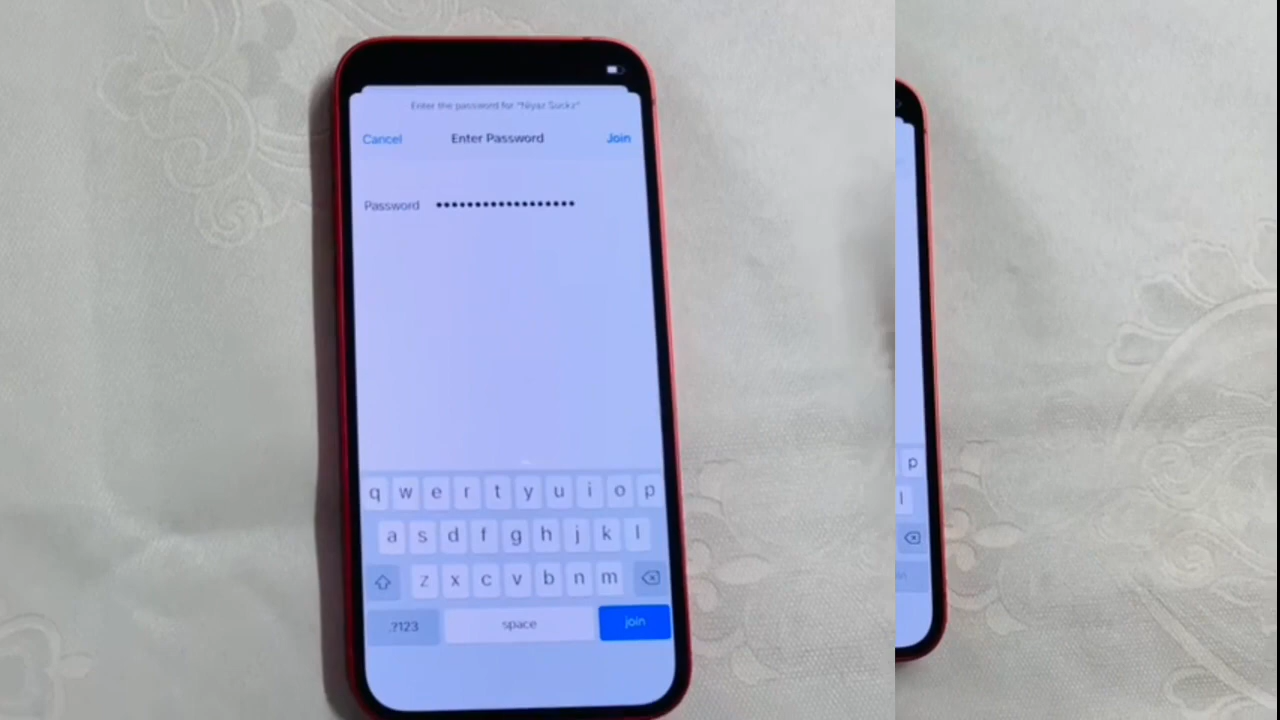 Enter the password for "Niyaz Suckz"
Cancel Enter Password Join
Password ••••••••••••••••••
q w e r t y u i o p
a s d f g h j k l
z x c v b n m
.?123 space join
p
l